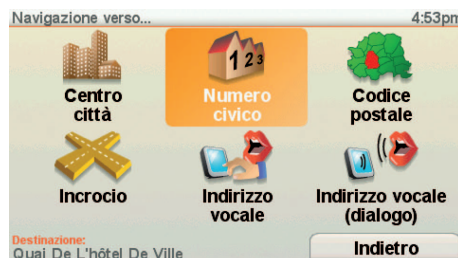 Navigazione verso...
4:53pm
1 2 3
Centro
città
Numero
civico
Codice
postale
Incrocio
Indirizzo
vocale
Indirizzo vocale
(dialogo)
Destinazione:
Quai De L'hôtel De Ville
Indietro